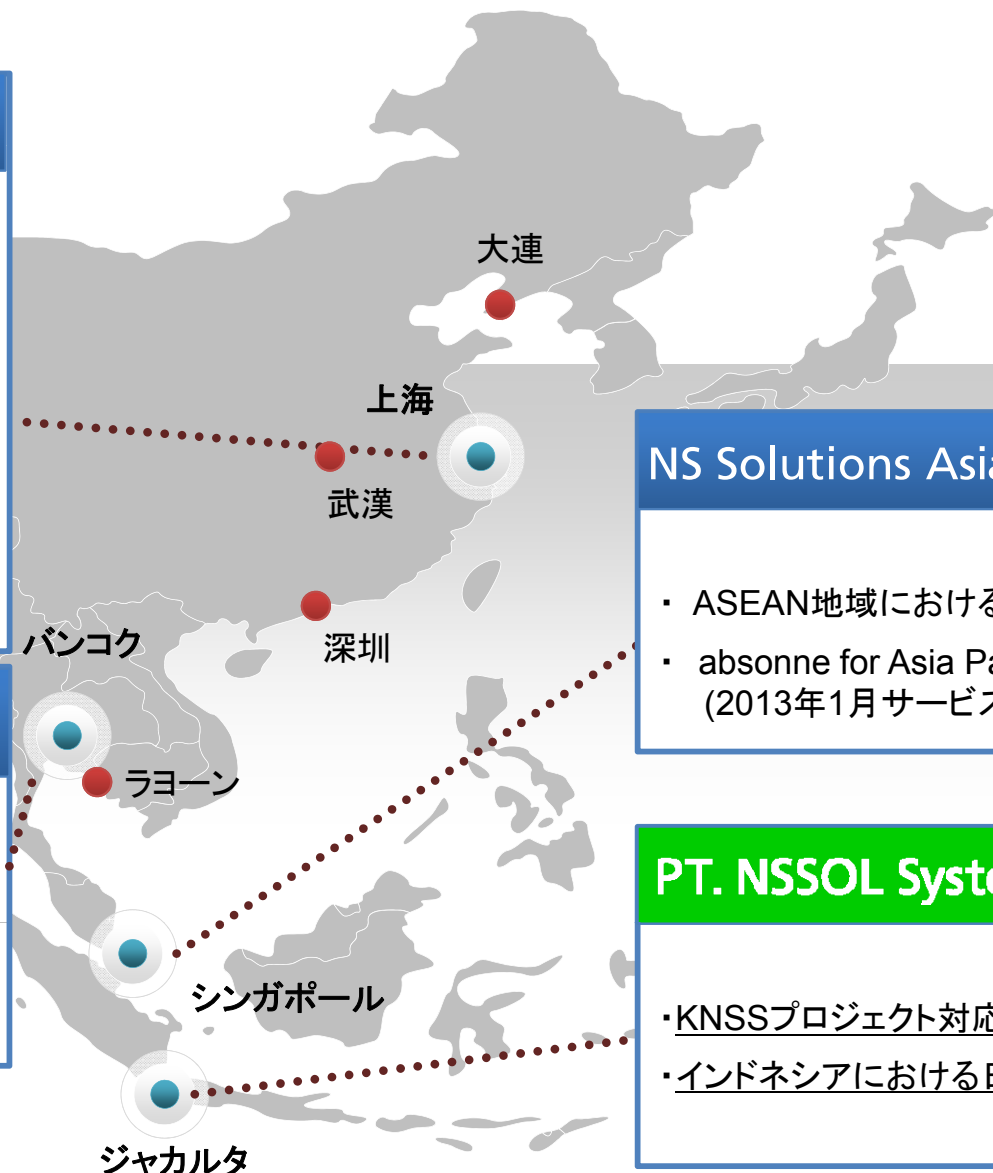 大連
上海
武漢
深圳
バンコク
ラヨーン
シンガポール
ジャカルタ
NS Solutions Asia
・ ASEAN地域における
・ absonne for Asia Pa
(2013年1月サービス
PT. NSSOL Syste
・KNSSプロジェクト対応
・インドネシアにおける日